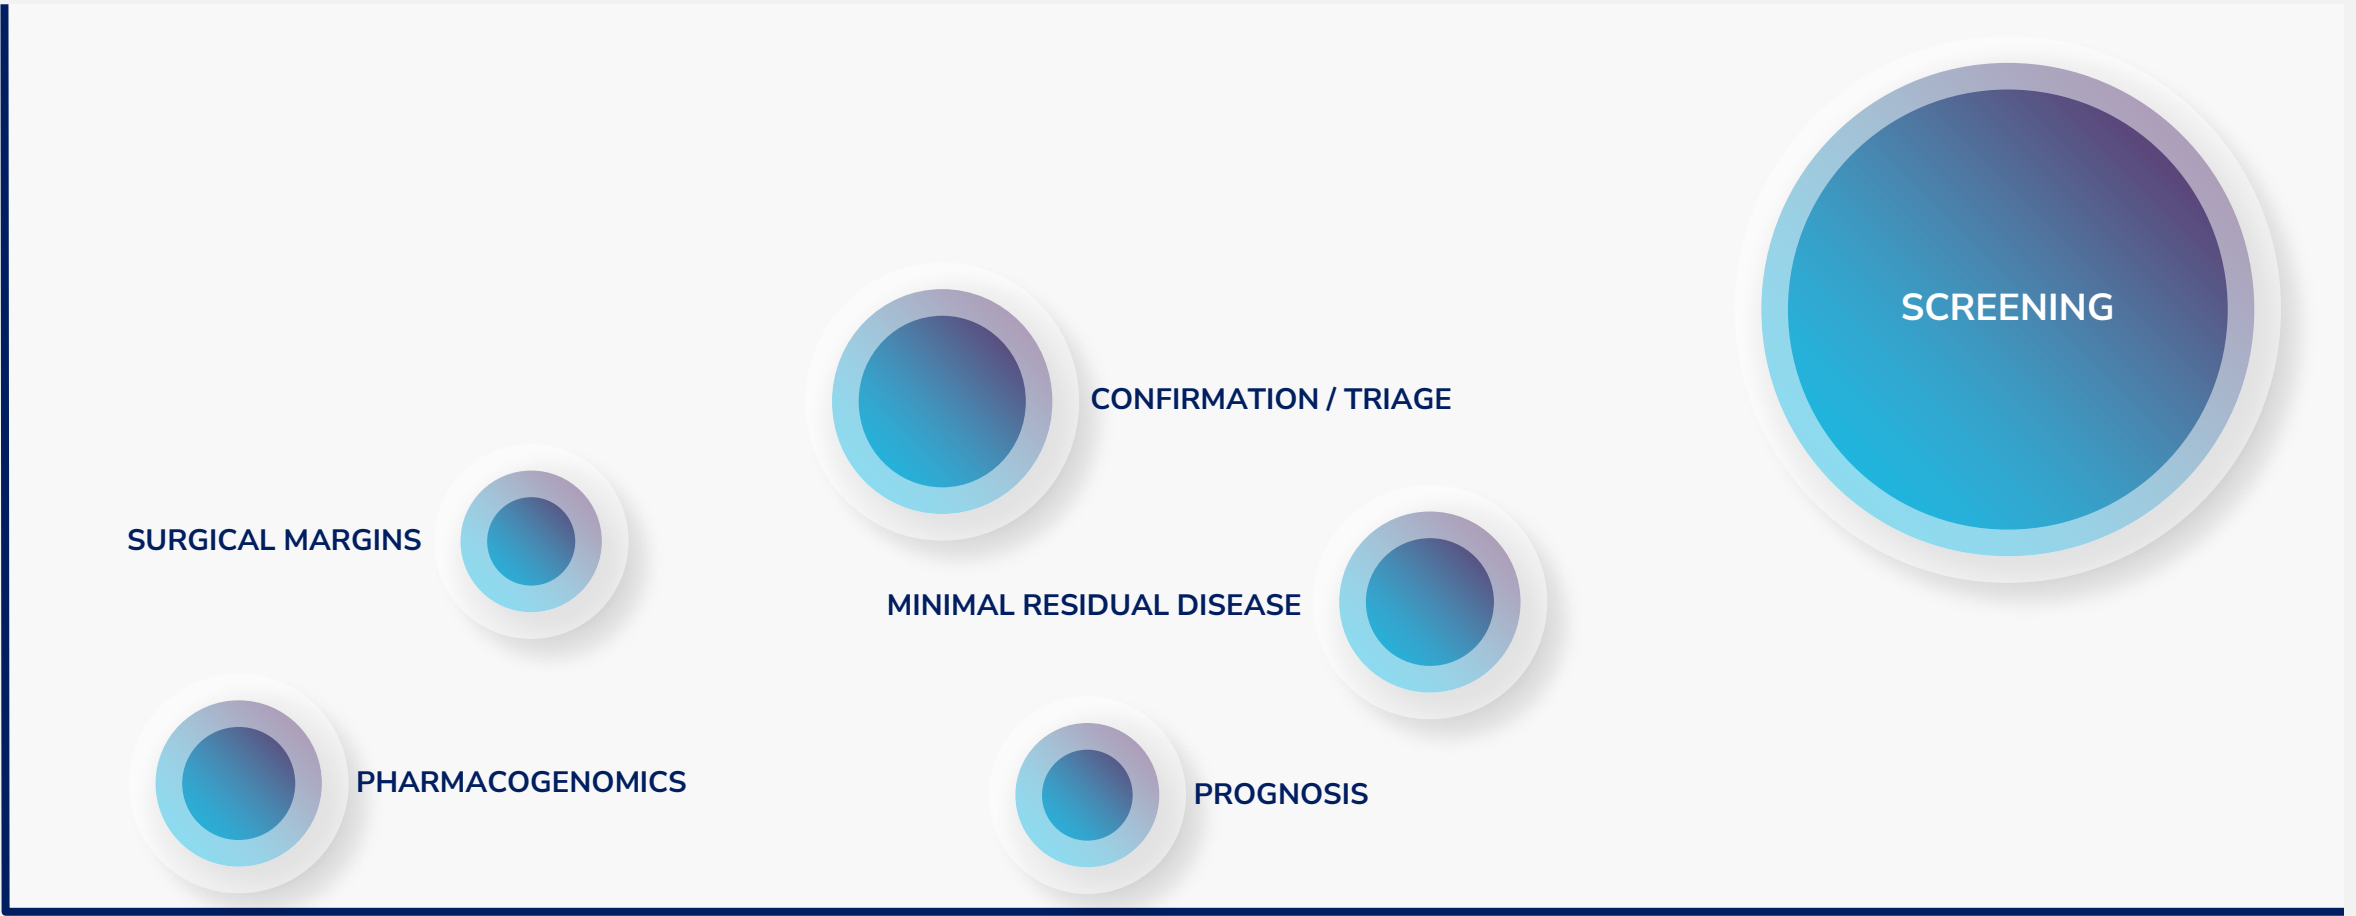 SCREENING
CONFIRMATION / TRIAGE
SURGICAL MARGINS
MINIMAL RESIDUAL DISEASE
PHARMACOGENOMICS
PROGNOSIS